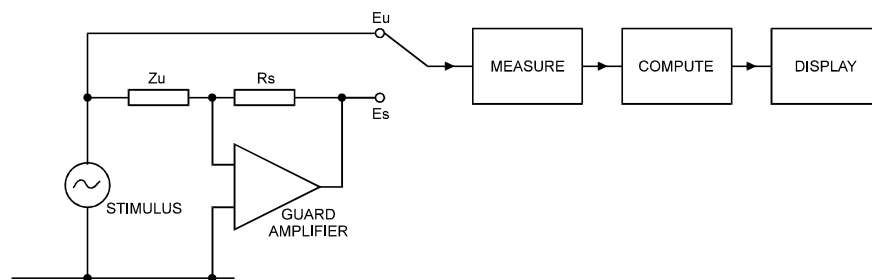 Eu
MEASURE
COMPUTE
DISPLAY
Zu
Rs
Es
STIMULUS
GUARD
AMPLIFIER